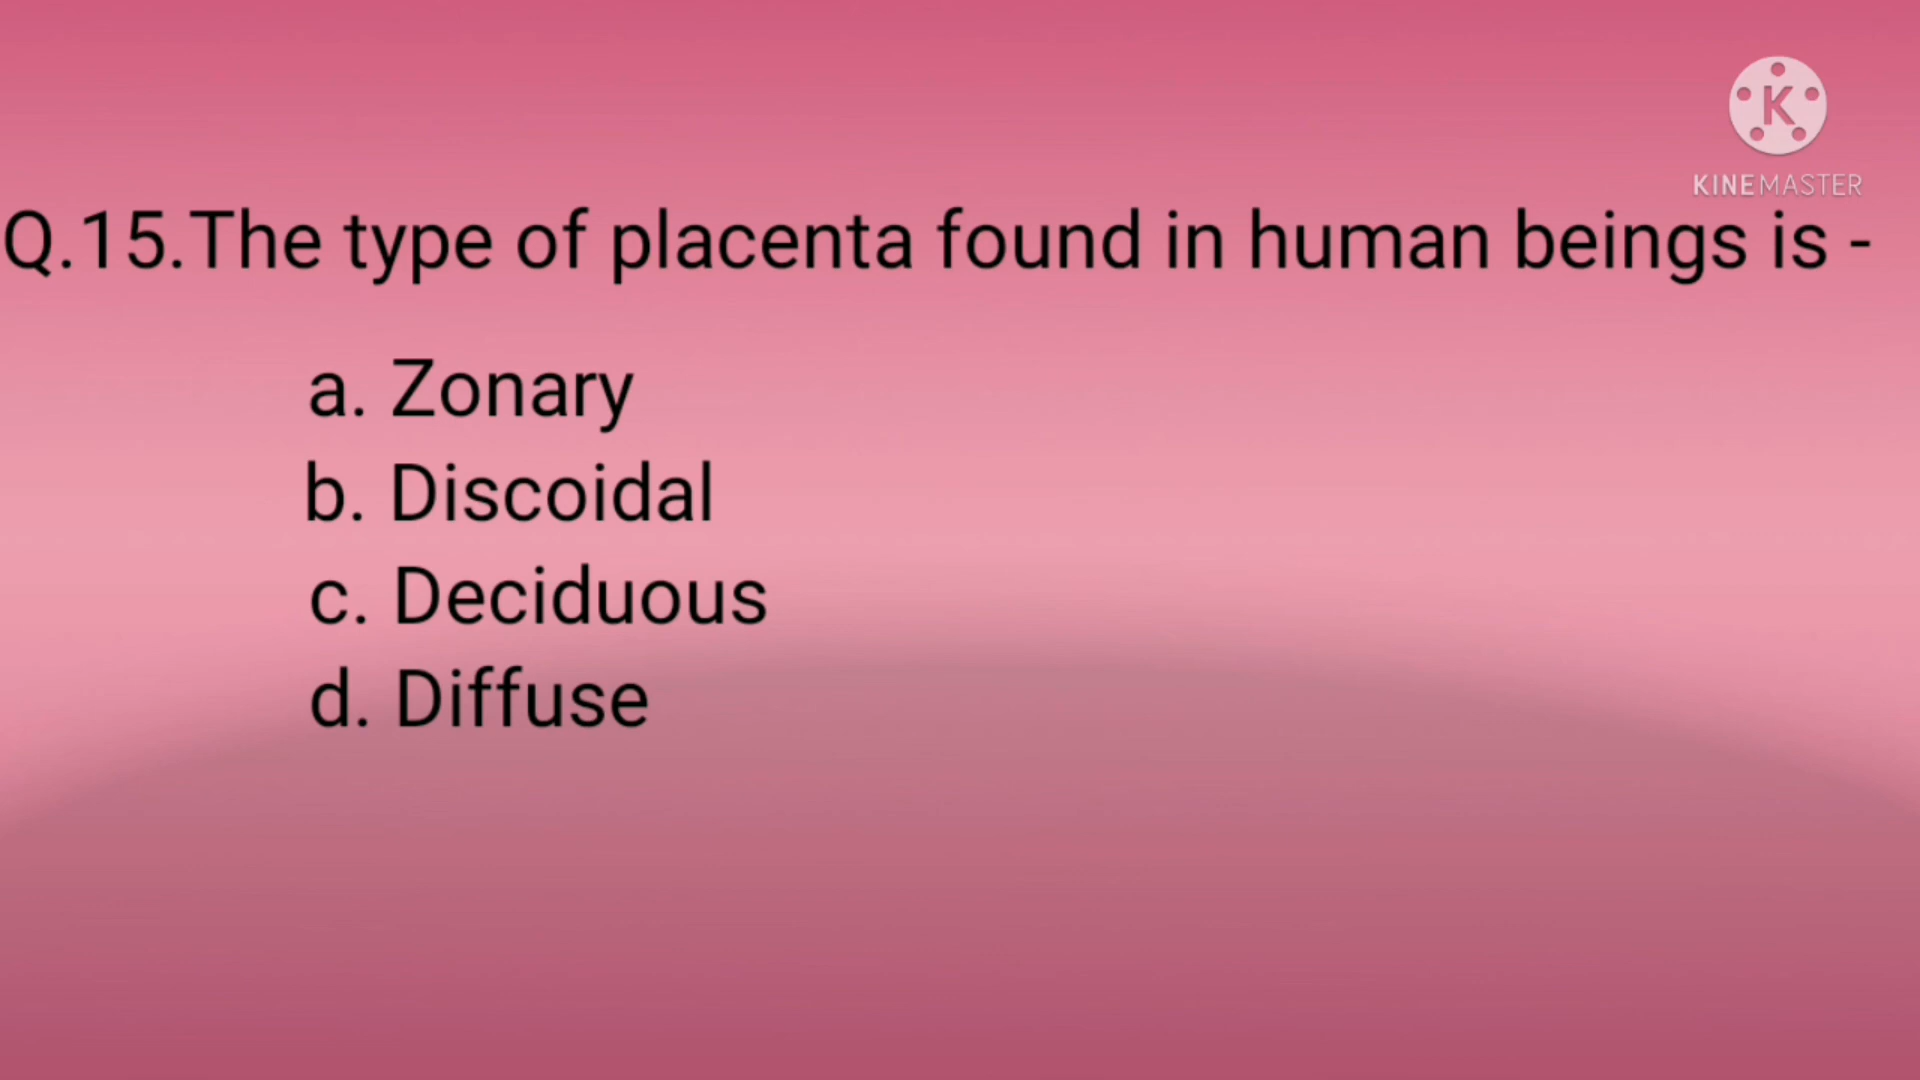 K
KINEMASTER
Q.15.The type of placenta found in human beings is -
a. Zonary
b. Discoidal
c. Deciduous
d. Diffuse